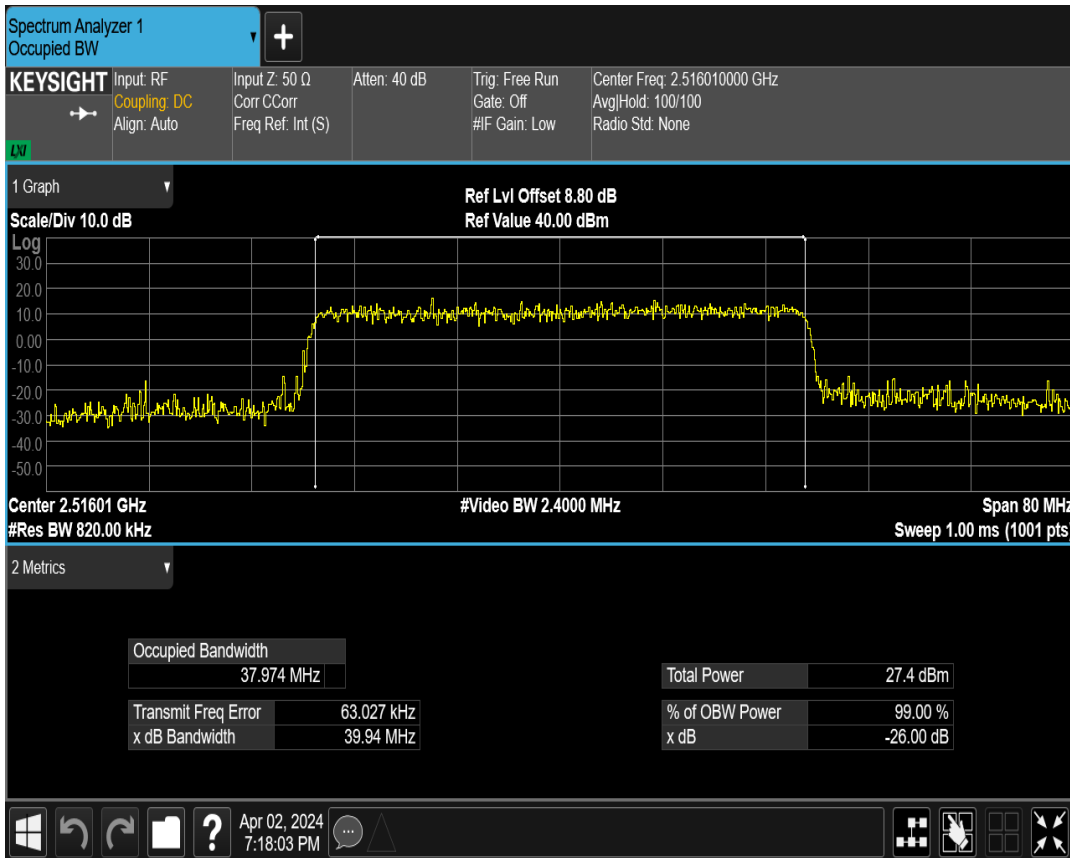 Spectrum Analyzer 1
Occupied BW
+
KEYSIGHT
LXI
Input: RF
Coupling: DC
Align: Auto
Input Z: 50 Ω
Corr CCorr
Freq Ref: Int (S)
Atten: 40 dB
Trig: Free Run
Gate: Off
#IF Gain: Low
Center Freq: 2.516010000 GHz
Avg|Hold: 100/100
Radio Std: None
1 Graph
Scale/Div 10.0 dB
Ref Lvl Offset 8.80 dB
Ref Value 40.00 dBm
Log
30.0
20.0
10.0
0.00
-10.0
-20.0
-30.0
-40.0
-50.0
Center 2.51601 GHz
#Video BW 2.4000 MHz
Span 80 MHz
#Res BW 820.00 kHz
Sweep 1.00 ms (1001 pts)
2 Metrics
Occupied Bandwidth
37.974 MHz
Total Power 27.4 dBm
Transmit Freq Error 63.027 kHz
% of OBW Power 99.00 %
x dB Bandwidth 39.94 MHz
x dB -26.00 dB
?
Apr 02, 2024
7:18:03 PM